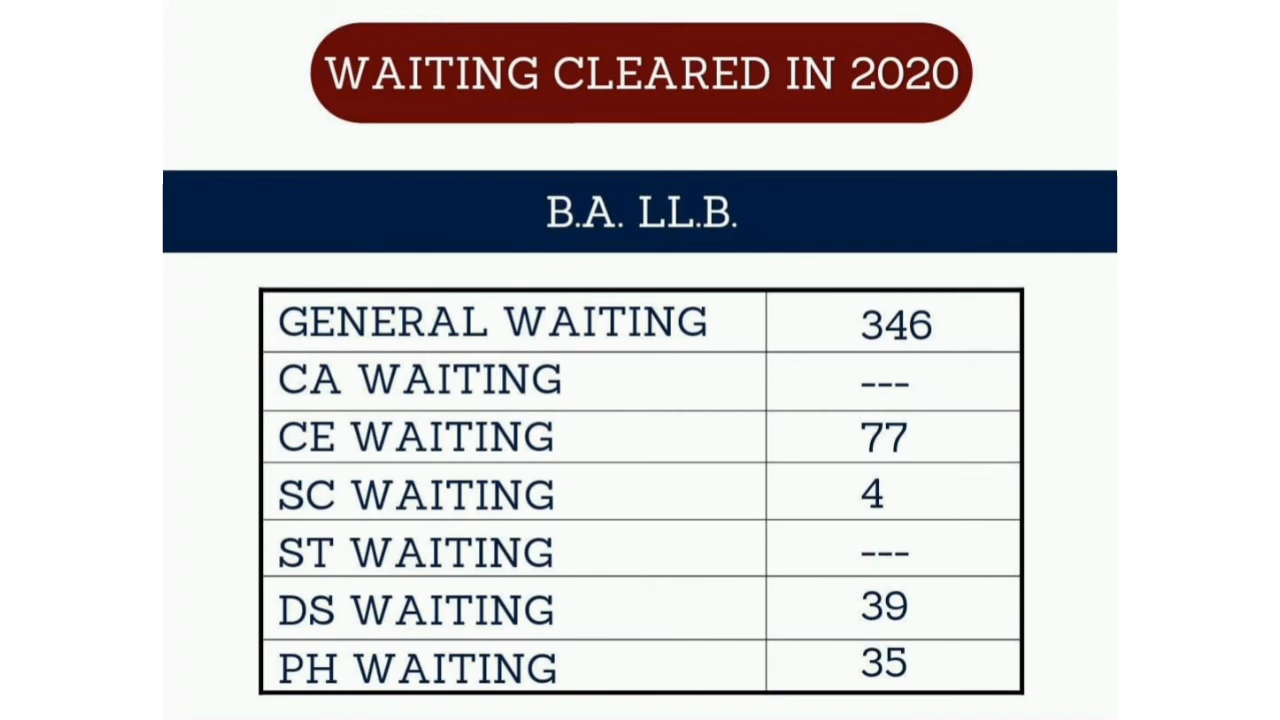 WAITING CLEARED IN 2020
B.A. LL.B.
GENERAL WAITING 346
CA WAITING ---
CE WAITING 77
SC WAITING 4
ST WAITING ---
DS WAITING 39
PH WAITING 35